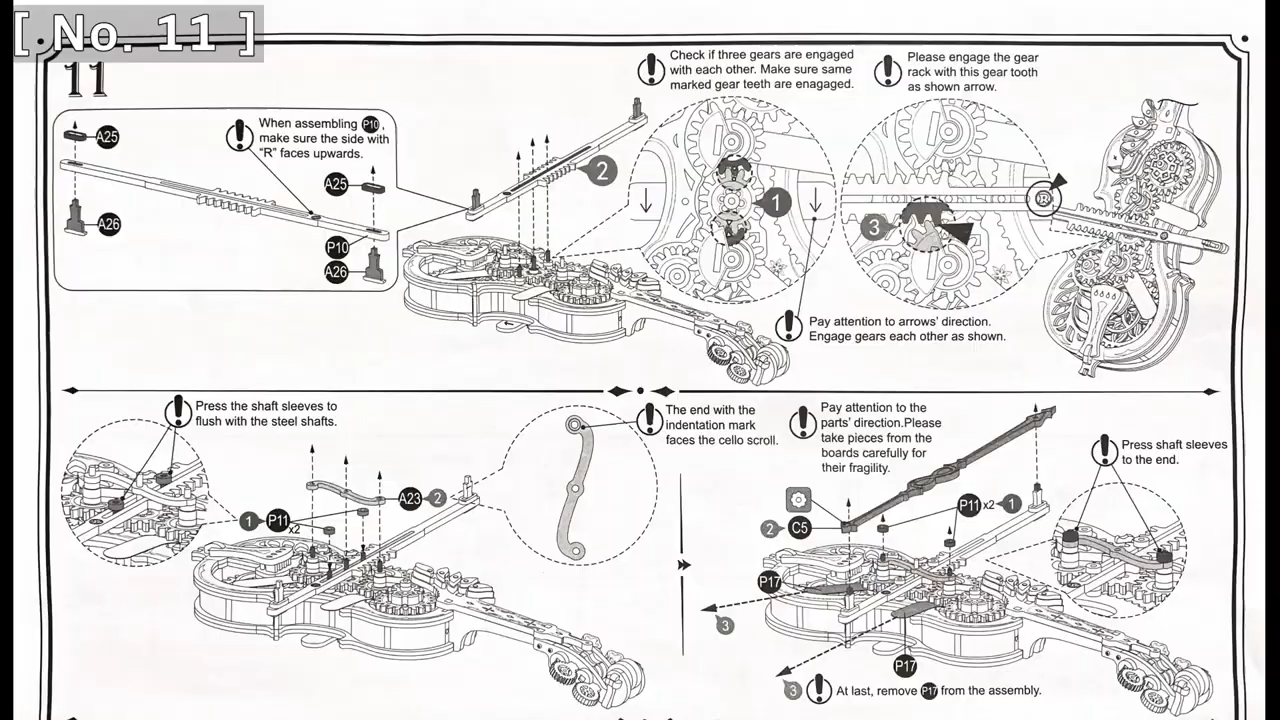 [ No. 11 ]
11
A25
When assembling P10,
make sure the side with
"R" faces upwards.
A25
A26
P10
A26
2
Check if three gears are engaged
with each other. Make sure same
marked gear teeth are enagaged.
1
Please engage the gear
rack with this gear tooth
as shown arrow.
R
3
Pay attention to arrows' direction.
Engage gears each other as shown.
Press the shaft sleeves to
flush with the steel shafts.
A23 2
1 P11 x2
The end with the
indentation mark
faces the cello scroll.
Pay attention to the
parts' direction.Please
take pieces from the
boards carefully for
their fragility.
Press shaft sleeves
to the end.
P11 x2 1
2 C5
P17
3
P17
3
At last, remove P17 from the assembly.